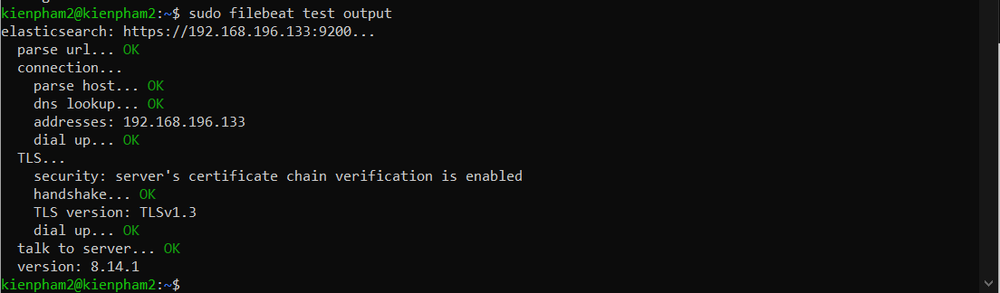 kienpham2@kienpham2:~$ sudo filebeat test output
elasticsearch: https://192.168.196.133:9200...
  parse url... OK
  connection...
    parse host... OK
    dns lookup... OK
    addresses: 192.168.196.133
    dial up... OK
  TLS...
    security: server's certificate chain verification is enabled
    handshake... OK
    TLS version: TLSv1.3
    dial up... OK
  talk to server... OK
  version: 8.14.1
kienpham2@kienpham2:~$